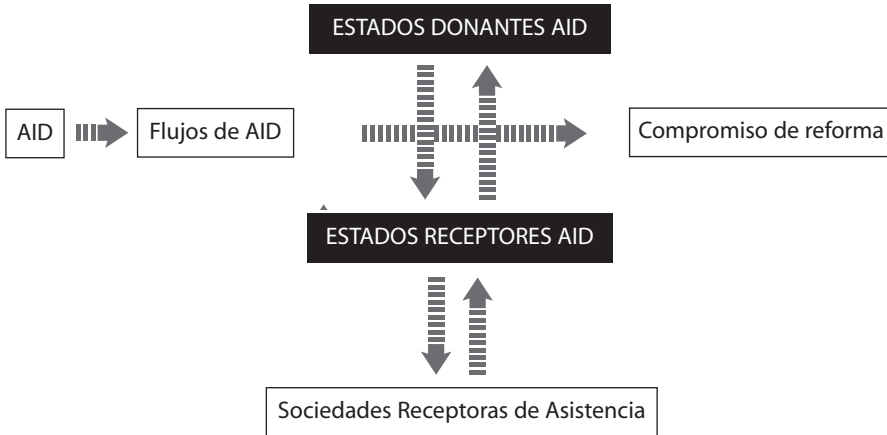 ESTADOS DONANTES AID
AID
Flujos de AID
Compromiso de reforma
ESTADOS RECEPTORES AID
Sociedades Receptoras de Asistencia